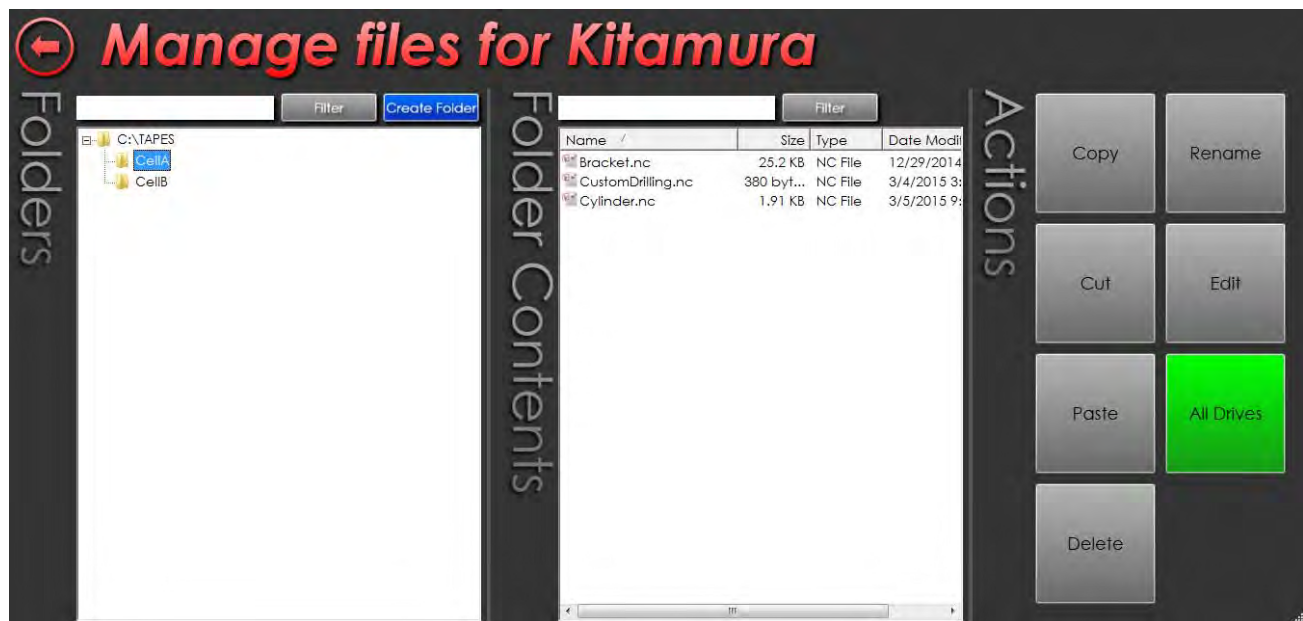 Manage files for Kitamura
Folders
Filter
Create Folder
C:\TAPES
CellA
CellB
Folder Contents
Filter
Name Size Type Date Modif
Bracket.nc 25.2 KB NC File 12/29/2014
CustomDrilling.nc 380 byt... NC File 3/4/2015 3:
Cylinder.nc 1.91 KB NC File 3/5/2015 9:
Actions
Copy
Rename
Cut
Edit
Paste
All Drives
Delete